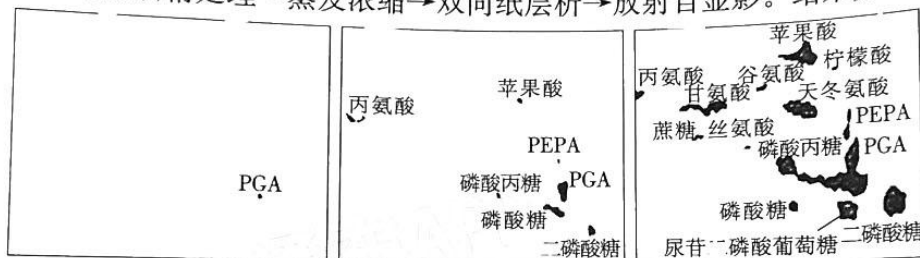 蒸发浓缩→双向纸层析→放射自显影。结
PGA
丙氨酸
苹果酸
PEPA
磷酸丙糖
PGA
磷酸糖
二磷酸糖
苹果酸
柠檬酸
丙氨酸
谷氨酸
甘氨酸
天冬氨酸
PEPA
蔗糖
丝氨酸
磷酸丙糖
PGA
磷酸糖
二磷酸糖
尿苷二磷酸葡萄糖